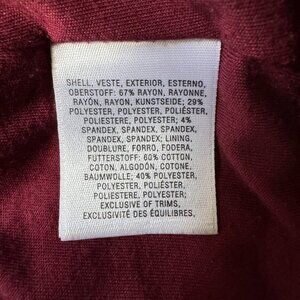 SHELL, VESTE, EXTERIOR, ESTERNO,
OBERSTOFF: 67% RAYON, RAYONNE,
RAYÓN, RAYON, KUNSTSEIDE; 29%
POLYESTER, POLYESTER, POLIÉSTER,
POLIESTERE, POLYESTER; 4%
SPANDEX, SPANDEX, SPANDEX,
SPANDEX, SPANDEX; LINING,
DOUBLURE, FORRO, FODERA,
FUTTERSTOFF: 60% COTTON,
COTON, ALGODÓN, COTONE,
BAUMWOLLE; 40% POLYESTER,
POLYESTER, POLIÉSTER,
POLIESTERE, POLYESTER;
EXCLUSIVE OF TRIMS,
EXCLUSIVITÉ DES ÉQUILIBRES,